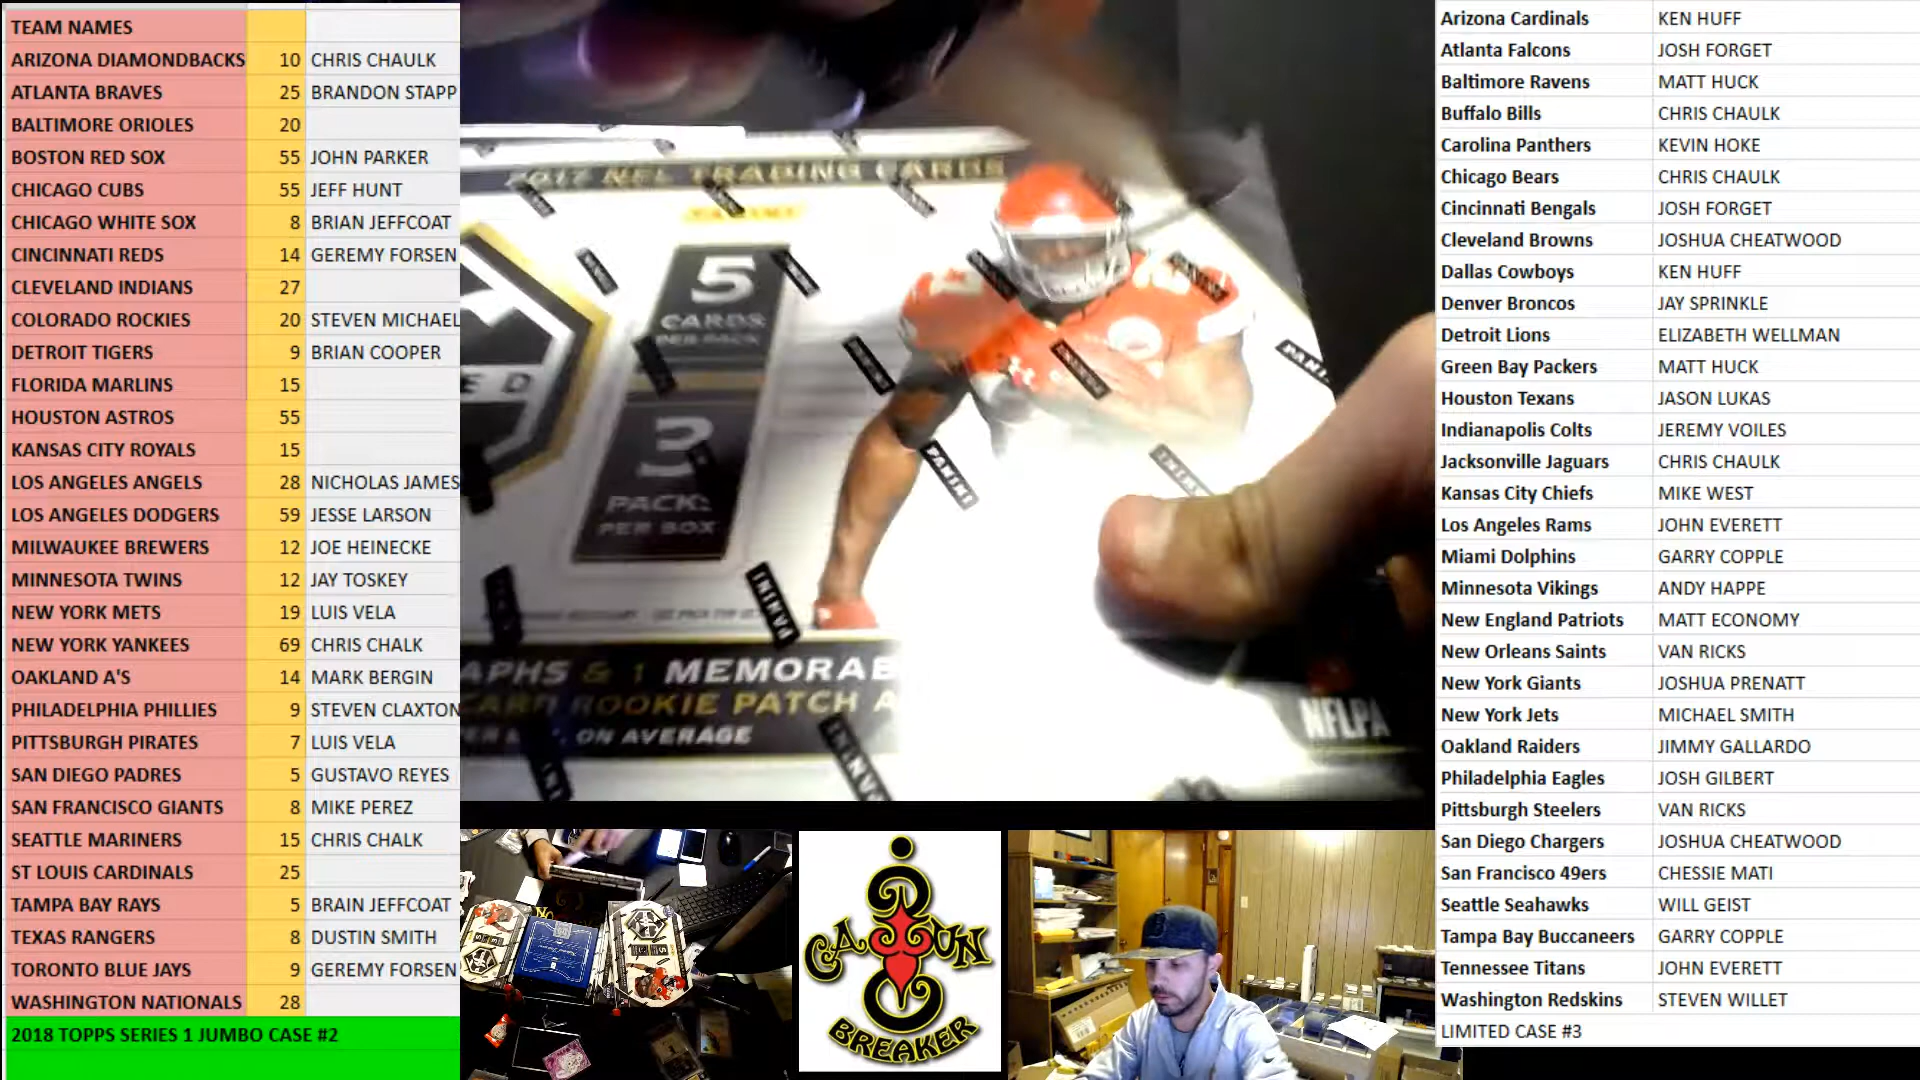 TEAM NAMES
ARIZONA DIAMONDBACKS 10 CHRIS CHAULK
ATLANTA BRAVES 25 BRANDON STAPP
BALTIMORE ORIOLES 20
BOSTON RED SOX 55 JOHN PARKER
CHICAGO CUBS 55 JEFF HUNT
CHICAGO WHITE SOX 8 BRIAN JEFFCOAT
CINCINNATI REDS 14 GEREMY FORSEN
CLEVELAND INDIANS 27
COLORADO ROCKIES 20 STEVEN MICHAEL
DETROIT TIGERS 9 BRIAN COOPER
FLORIDA MARLINS 15
HOUSTON ASTROS 55
KANSAS CITY ROYALS 15
LOS ANGELES ANGELS 28 NICHOLAS JAMES
LOS ANGELES DODGERS 59 JESSE LARSON
MILWAUKEE BREWERS 12 JOE HEINECKE
MINNESOTA TWINS 12 JAY TOSKEY
NEW YORK METS 19 LUIS VELA
NEW YORK YANKEES 69 CHRIS CHALK
OAKLAND A'S 14 MARK BERGIN
PHILADELPHIA PHILLIES 9 STEVEN CLAXTON
PITTSBURGH PIRATES 7 LUIS VELA
SAN DIEGO PADRES 5 GUSTAVO REYES
SAN FRANCISCO GIANTS 8 MIKE PEREZ
SEATTLE MARINERS 15 CHRIS CHALK
ST LOUIS CARDINALS 25
TAMPA BAY RAYS 5 BRAIN JEFFCOAT
TEXAS RANGERS 8 DUSTIN SMITH
TORONTO BLUE JAYS 9 GEREMY FORSEN
WASHINGTON NATIONALS 28
2018 TOPPS SERIES 1 JUMBO CASE #2
2017 NFL TRADING CARDS
PANINI
5
CARDS
PER PACK
3
PACKS
PER BOX
APHS & 1 MEMORAB
CARD ROOKIE PATCH A
ON AVERAGE
PANINI
PANINI
PANINI
NFLPA
CAJUN
BREAKER
Arizona Cardinals KEN HUFF
Atlanta Falcons JOSH FORGET
Baltimore Ravens MATT HUCK
Buffalo Bills CHRIS CHAULK
Carolina Panthers KEVIN HOKE
Chicago Bears CHRIS CHAULK
Cincinnati Bengals JOSH FORGET
Cleveland Browns JOSHUA CHEATWOOD
Dallas Cowboys KEN HUFF
Denver Broncos JAY SPRINKLE
Detroit Lions ELIZABETH WELLMAN
Green Bay Packers MATT HUCK
Houston Texans JASON LUKAS
Indianapolis Colts JEREMY VOILES
Jacksonville Jaguars CHRIS CHAULK
Kansas City Chiefs MIKE WEST
Los Angeles Rams JOHN EVERETT
Miami Dolphins GARRY COPPLE
Minnesota Vikings ANDY HAPPE
New England Patriots MATT ECONOMY
New Orleans Saints VAN RICKS
New York Giants JOSHUA PRENATT
New York Jets MICHAEL SMITH
Oakland Raiders JIMMY GALLARDO
Philadelphia Eagles JOSH GILBERT
Pittsburgh Steelers VAN RICKS
San Diego Chargers JOSHUA CHEATWOOD
San Francisco 49ers CHESSIE MATI
Seattle Seahawks WILL GEIST
Tampa Bay Buccaneers GARRY COPPLE
Tennessee Titans JOHN EVERETT
Washington Redskins STEVEN WILLET
LIMITED CASE #3